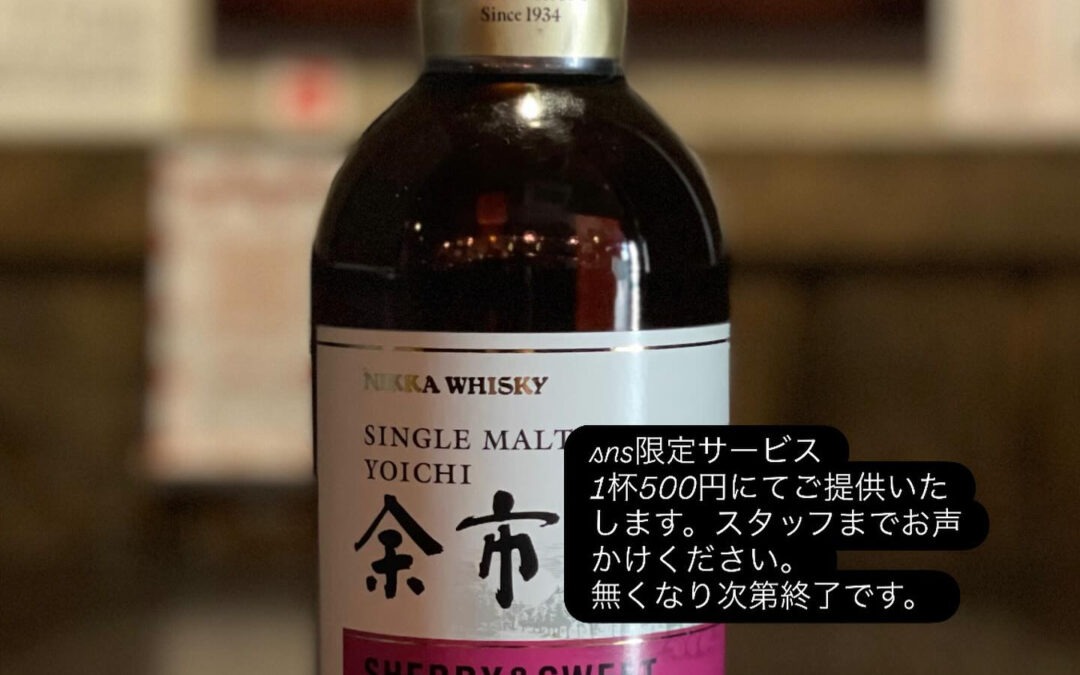 Since 1934
NIKKA WHISKY
SINGLE MALT
YOICHI
余市
SHERRY & SWEET
sns限定サービス
1杯500円にてご提供いた
します。スタッフまでお声
かけください。
無くなり次第終了です。